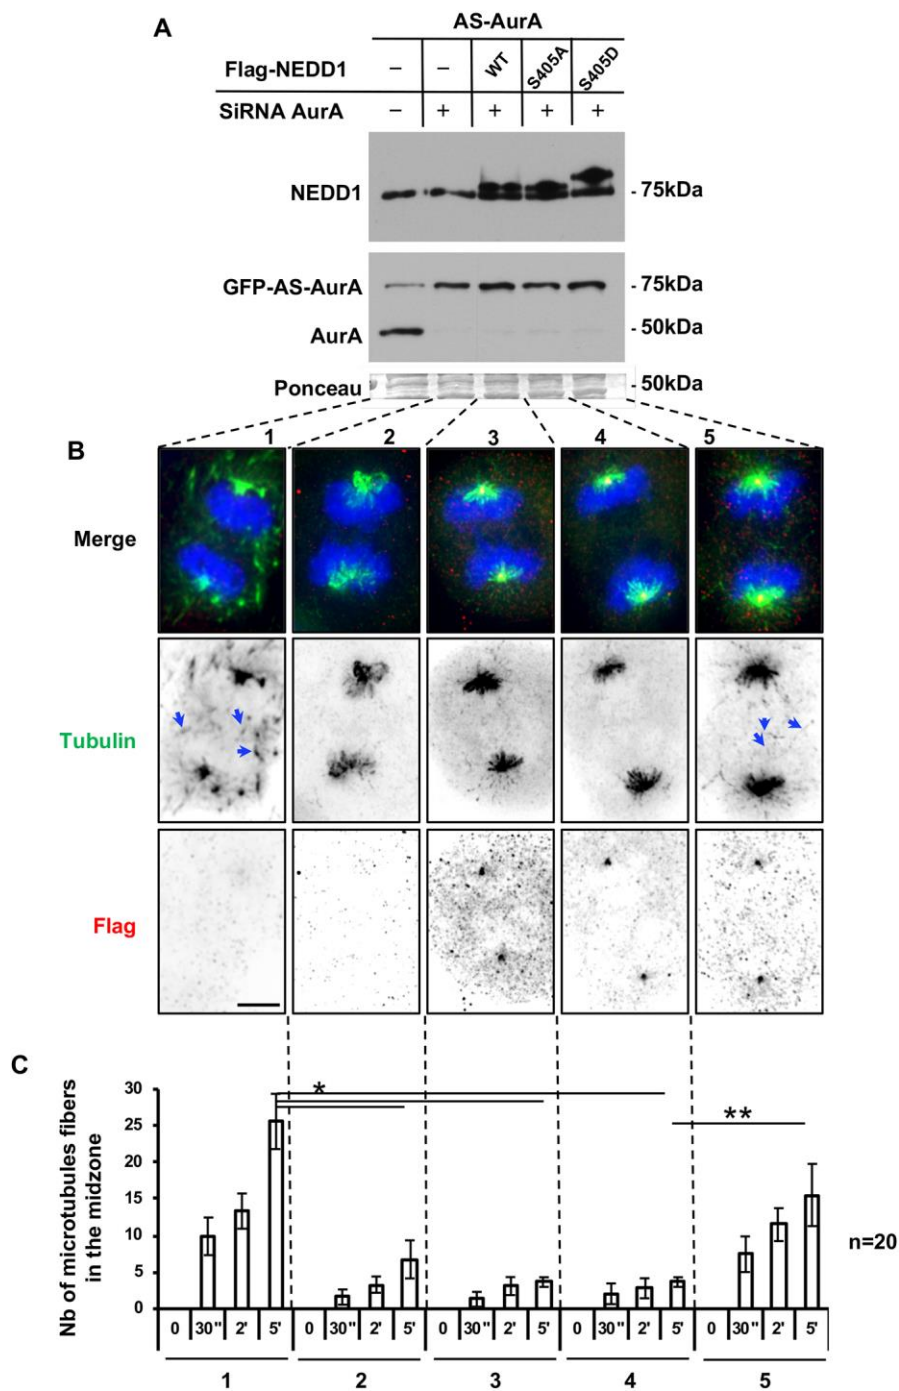 A
AS-AurA
Flag-NEDD1 – – WT S405A S405D
SiRNA AurA – + + + +
NEDD1 - 75kDa
GFP-AS-AurA - 75kDa
AurA - 50kDa
Ponceau - 50kDa
B
1 2 3 4 5
Merge
Tubulin
Flag
C
Nb of microtubules fibers
in the midzone
30
25
20
15
10
5
0
* **
n=20
0 30" 2' 5' 0 30" 2' 5' 0 30" 2' 5' 0 30" 2' 5' 0 30" 2' 5'
1 2 3 4 5